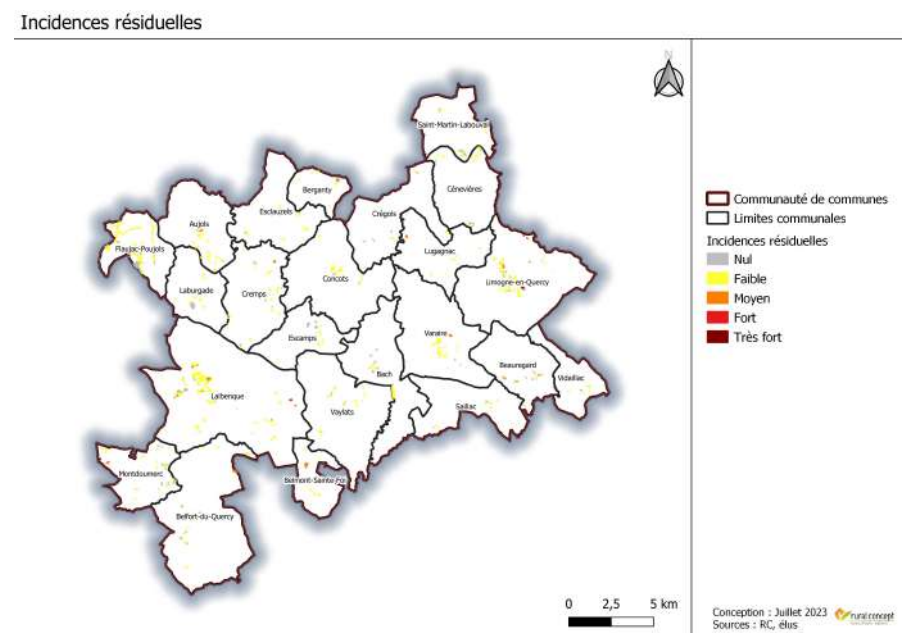 Incidences résiduelles
N
Saint-Martin-Labouval
Cénevières
Berganty
Esclauzels
Crégols
Aujols
Flaujac-Poujols
Lugagnac
Limogne-en-Quercy
Laburgade
Cremps
Concots
Escamps
Varaire
Beauregard
Bach
Vidaillac
Lalbenque
Vaylats
Saillac
Montdoumerc
Belmont-Sainte-Foi
Belfort-du-Quercy
0 2,5 5 km
Communauté de communes
Limites communales
Incidences résiduelles
Nul
Faible
Moyen
Fort
Très fort
Conception : Juillet 2023
Sources : RC, élus
rural concept